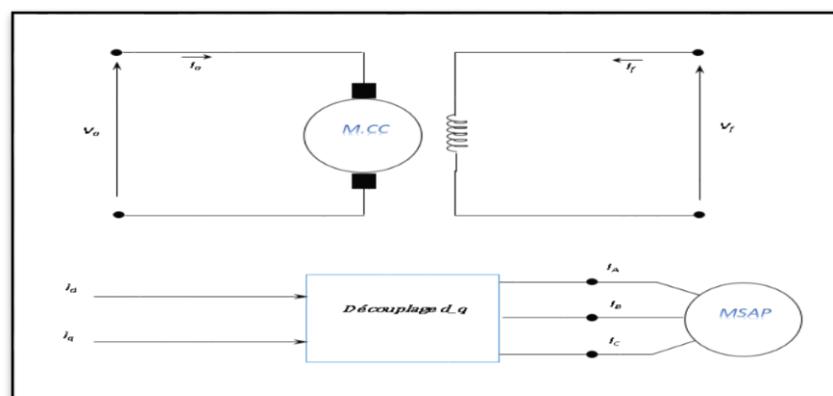 I_a
I_f
V_a
M.CC
V_f
I_A
i_d
Découplage d_q
I_B
MSAP
i_q
I_C